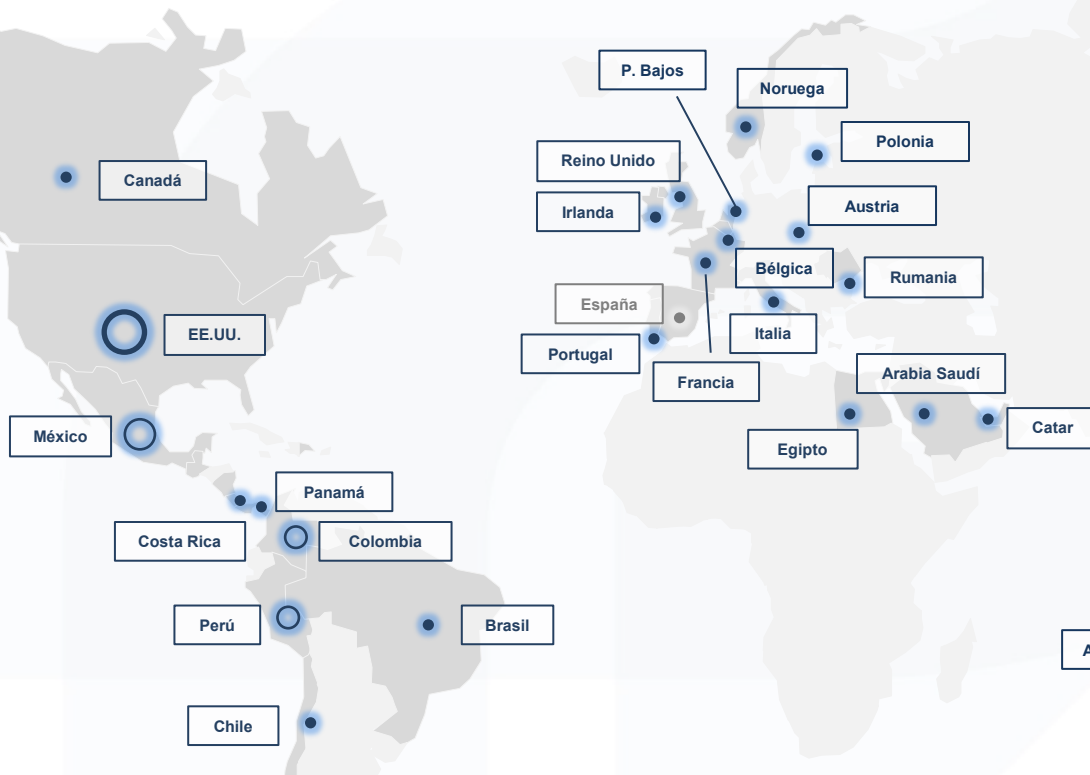 P. Bajos
Noruega
Polonia
Reino Unido
Canadá
Irlanda
Austria
Bélgica
Rumania
España
EE.UU.
Italia
Portugal
Francia
Arabia Saudí
México
Catar
Egipto
Panamá
Costa Rica
Colombia
Perú
Brasil
Chile